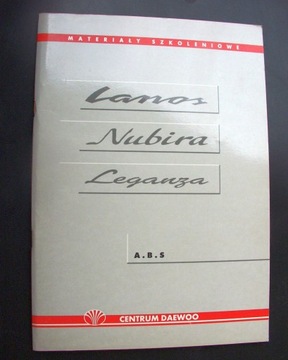 MATERIAŁY SZKOLENIOWE
Lanos
Nubira
Leganza
A.B.S
CENTRUM DAEWOO